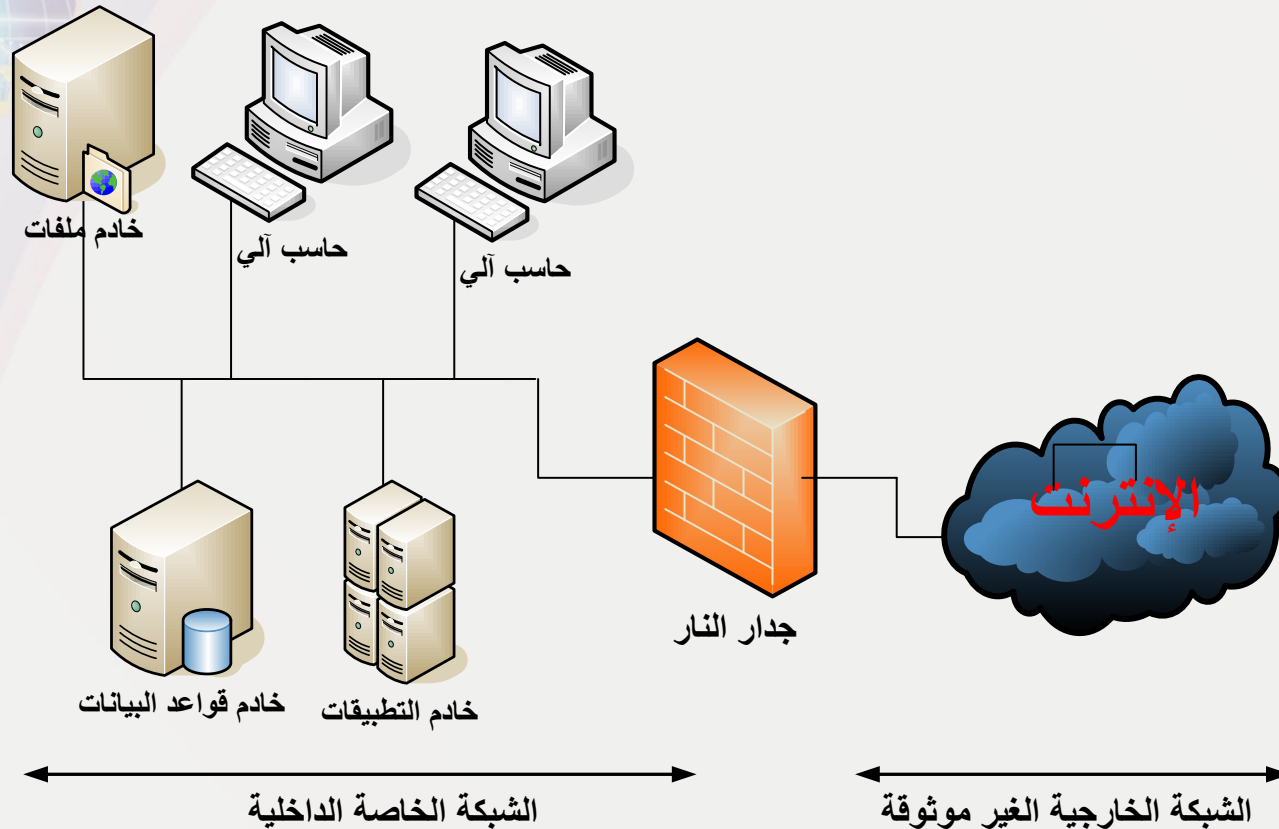 خادم ملفات
حاسب آلي
حاسب آلي
الإنترنت
جدار النار
خادم قواعد البيانات
خادم التطبيقات
الشبكة الخاصة الداخلية
الشبكة الخارجية الغير موثوقة